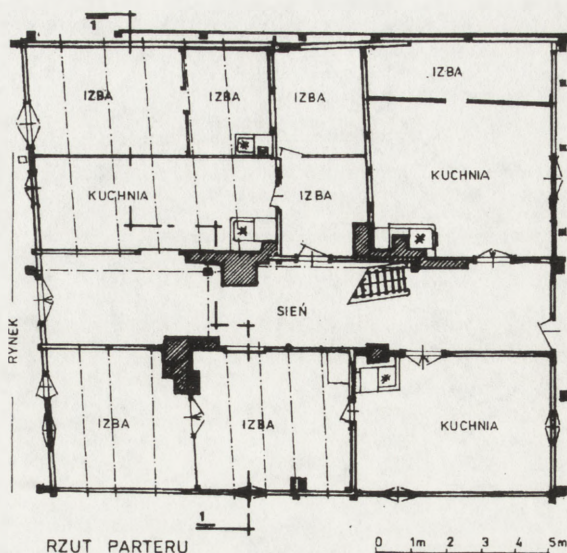 1
IZBA
IZBA
IZBA
IZBA
KUCHNIA
IZBA
KUCHNIA
SIEŃ
RYNEK
IZBA
IZBA
KUCHNIA
1
RZUT PARTERU
0 1m 2 3 4 5m